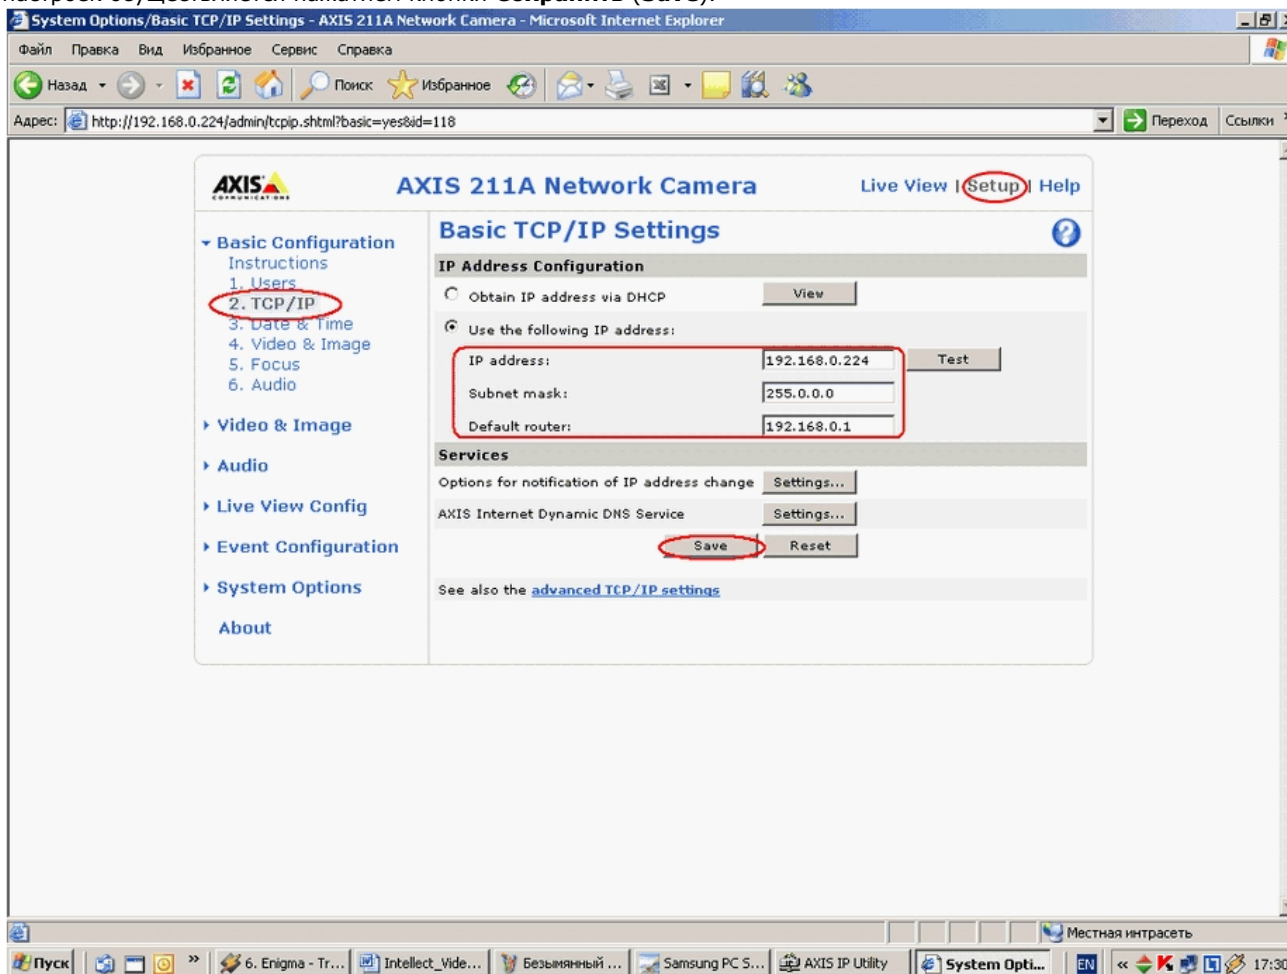 настроек осуществляется нажатием кнопки Сохранить (Save).
System Options/Basic TCP/IP Settings - AXIS 211A Network Camera - Microsoft Internet Explorer
Файл Правка Вид Избранное Сервис Справка
Назад Поиск Избранное
Адрес: http://192.168.0.224/admin/tcpip.shtml?basic=yes&id=118 Переход Ссылки
AXIS COMMUNICATIONS
AXIS 211A Network Camera
Live View | Setup | Help
Basic Configuration
Instructions
1. Users
2. TCP/IP
3. Date & Time
4. Video & Image
5. Focus
6. Audio
Video & Image
Audio
Live View Config
Event Configuration
System Options
About
Basic TCP/IP Settings
IP Address Configuration
Obtain IP address via DHCP View
Use the following IP address:
IP address: 192.168.0.224 Test
Subnet mask: 255.0.0.0
Default router: 192.168.0.1
Services
Options for notification of IP address change Settings...
AXIS Internet Dynamic DNS Service Settings...
Save Reset
See also the advanced TCP/IP settings
Местная интрасеть
Пуск 6. Enigma - Tr... Intellect_Vide... Безымянный ... Samsung PC S... AXIS IP Utility System Opti... EN « 17:30